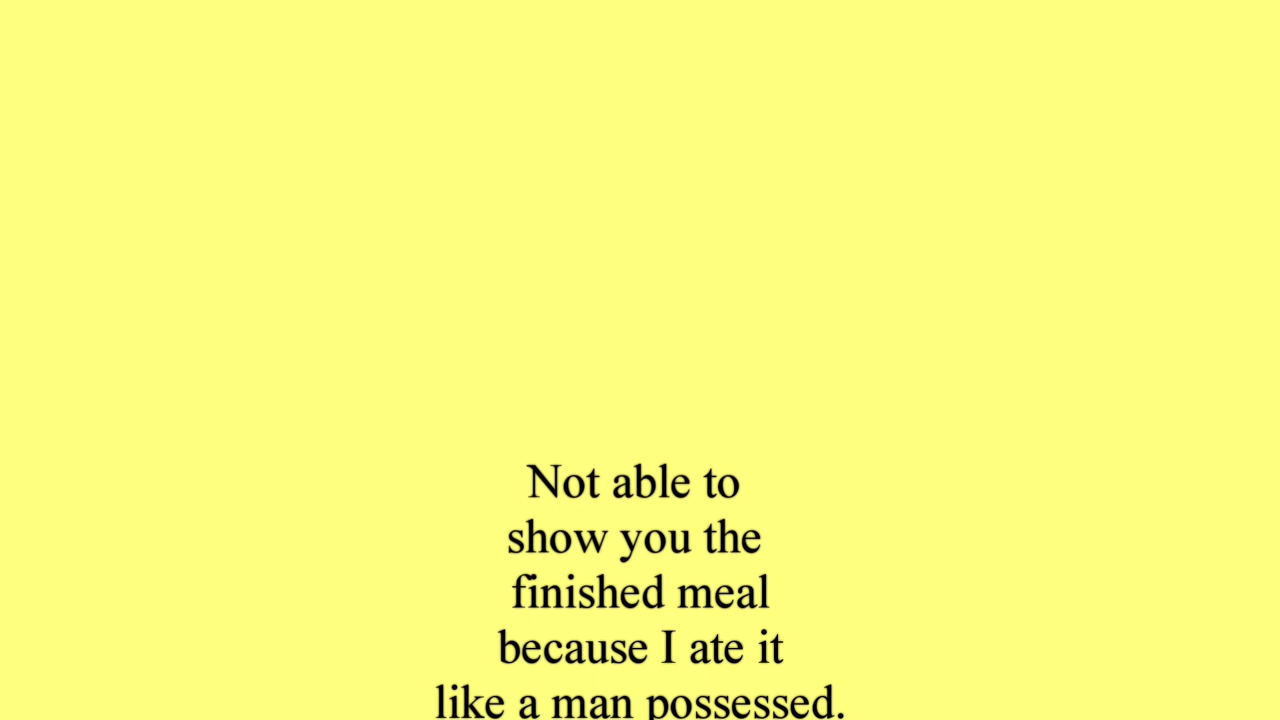 Not able to
show you the
finished meal
because I ate it
like a man possessed.